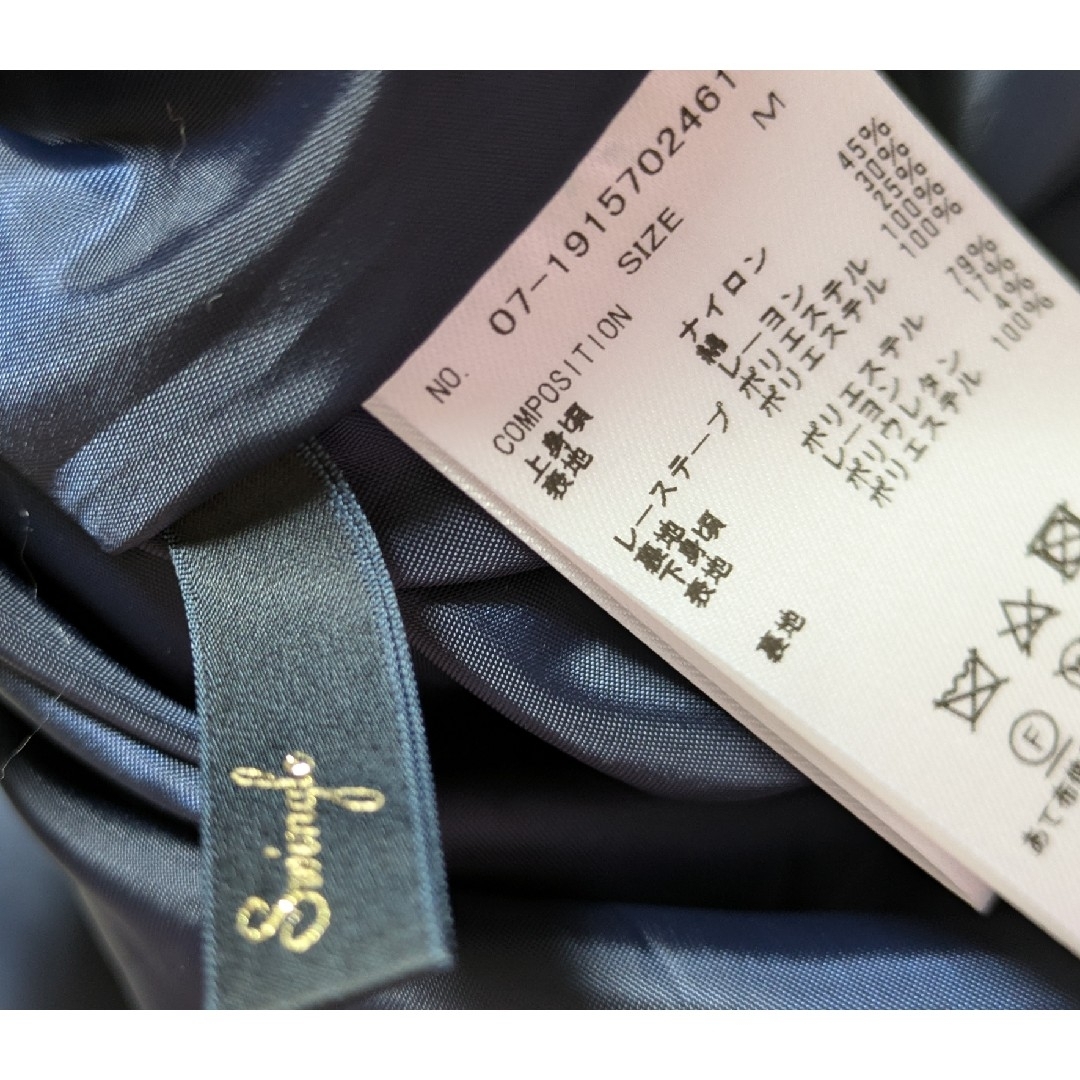 NO. 07-1915702461
SIZE M
COMPOSITION
上身頃
表地 ナイロン 45%
綿 30%
レーヨン 25%
レーステープ ポリエステル 100%
裏地 ポリエステル 100%
下身頃
表地 ポリエステル 79%
レーヨン 17%
ポリウレタン 4%
裏地 ポリエステル 100%
F
あて布使
Swingle